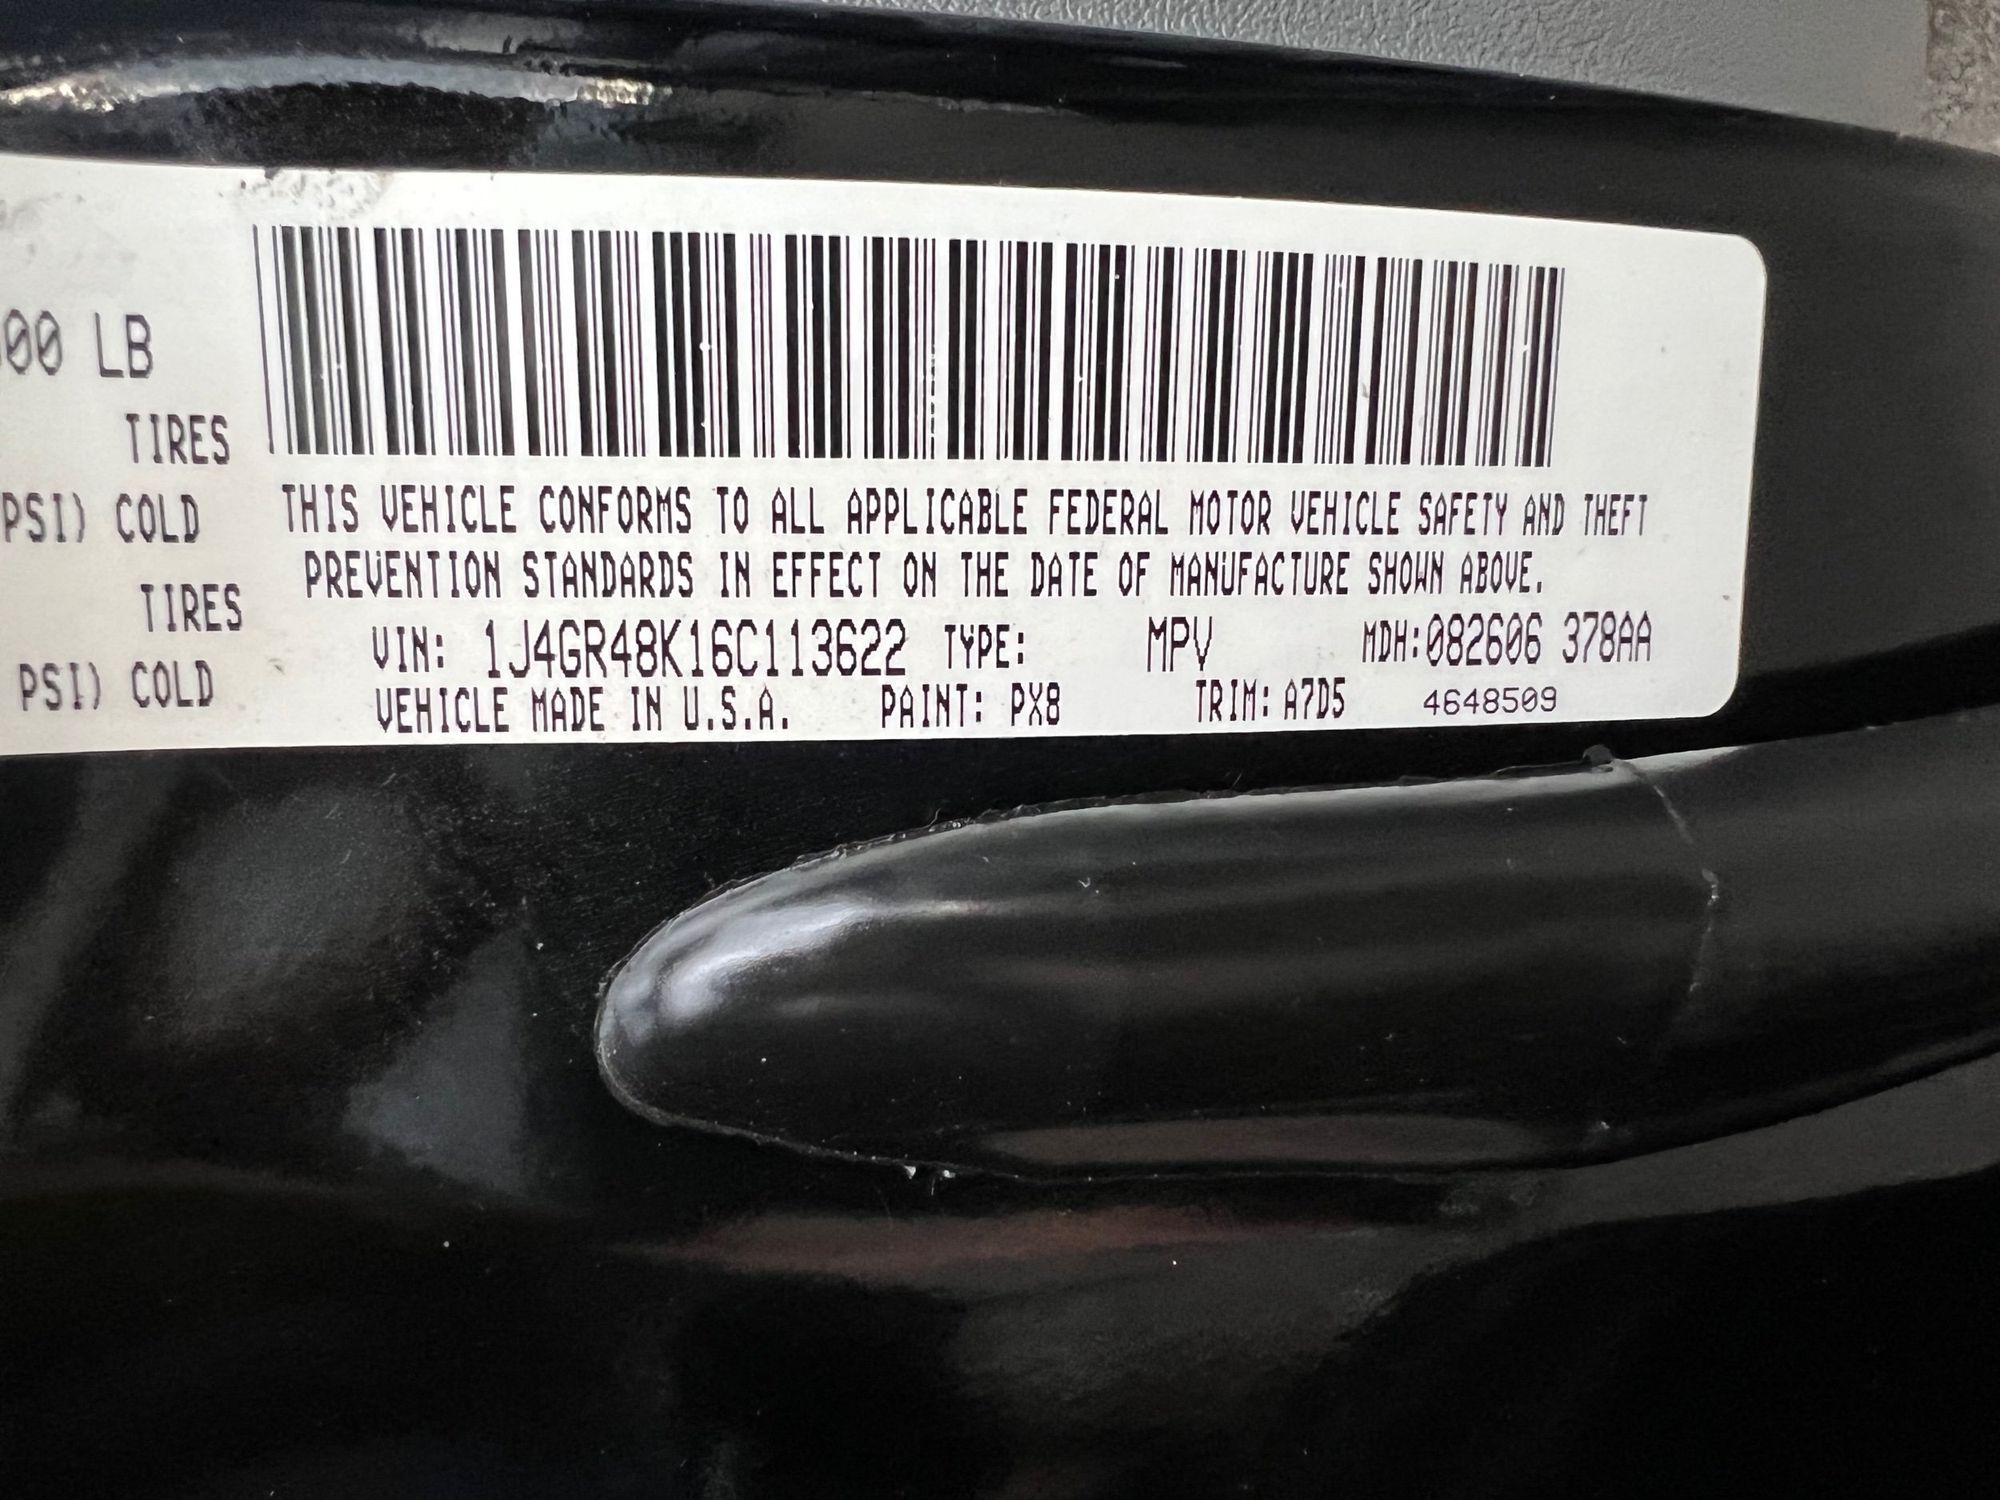 00 LB
TIRES
PSI) COLD
TIRES
PSI) COLD
THIS VEHICLE CONFORMS TO ALL APPLICABLE FEDERAL MOTOR VEHICLE SAFETY AND THEFT
PREVENTION STANDARDS IN EFFECT ON THE DATE OF MANUFACTURE SHOWN ABOVE.
VIN: 1J4GR48K16C113622 TYPE: MPV MDH:082606 378AA
VEHICLE MADE IN U.S.A. PAINT: PX8 TRIM: A7D5 4648509